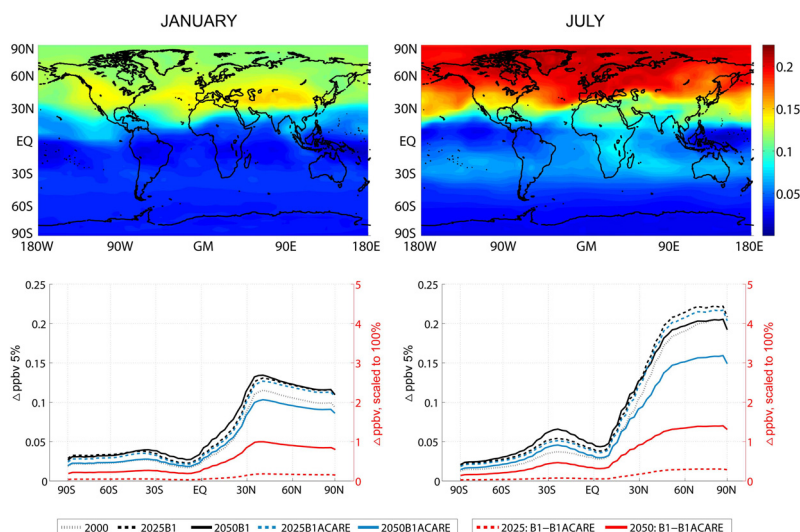 JANUARY JULY
90N 90N 0.2
60N 60N
30N 30N 0.15
EQ EQ
0.1
30S 30S
60S 60S 0.05
90S 90S
180W 90W GM 90E 180E 180W 90W GM 90E 180E
0.25 5 0.25 5
0.2 4 0.2 4
0.15 3 0.15 3
0.1 2 0.1 2
0.05 1 0.05 1
0 0 0 0
Δ ppbv 5% Δ ppbv, scaled to 100% Δ ppbv 5% Δ ppbv, scaled to 100%
90S 60S 30S EQ 30N 60N 90N 90S 60S 30S EQ 30N 60N 90N
2000 2025B1 2050B1 2025B1ACARE 2050B1ACARE 2025: B1−B1ACARE 2050: B1−B1ACARE